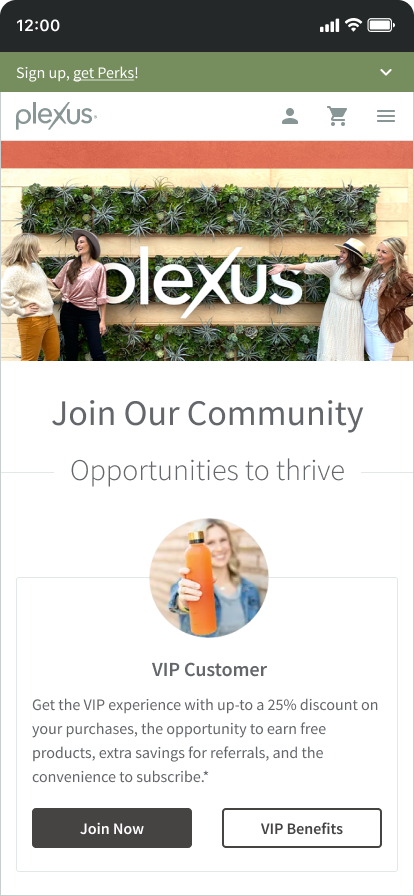 12:00
Sign up, get Perks!
plexus
plexus
Join Our Community
Opportunities to thrive
VIP Customer
Get the VIP experience with up-to a 25% discount on
your purchases, the opportunity to earn free
products, extra savings for referrals, and the
convenience to subscribe.*
Join Now
VIP Benefits